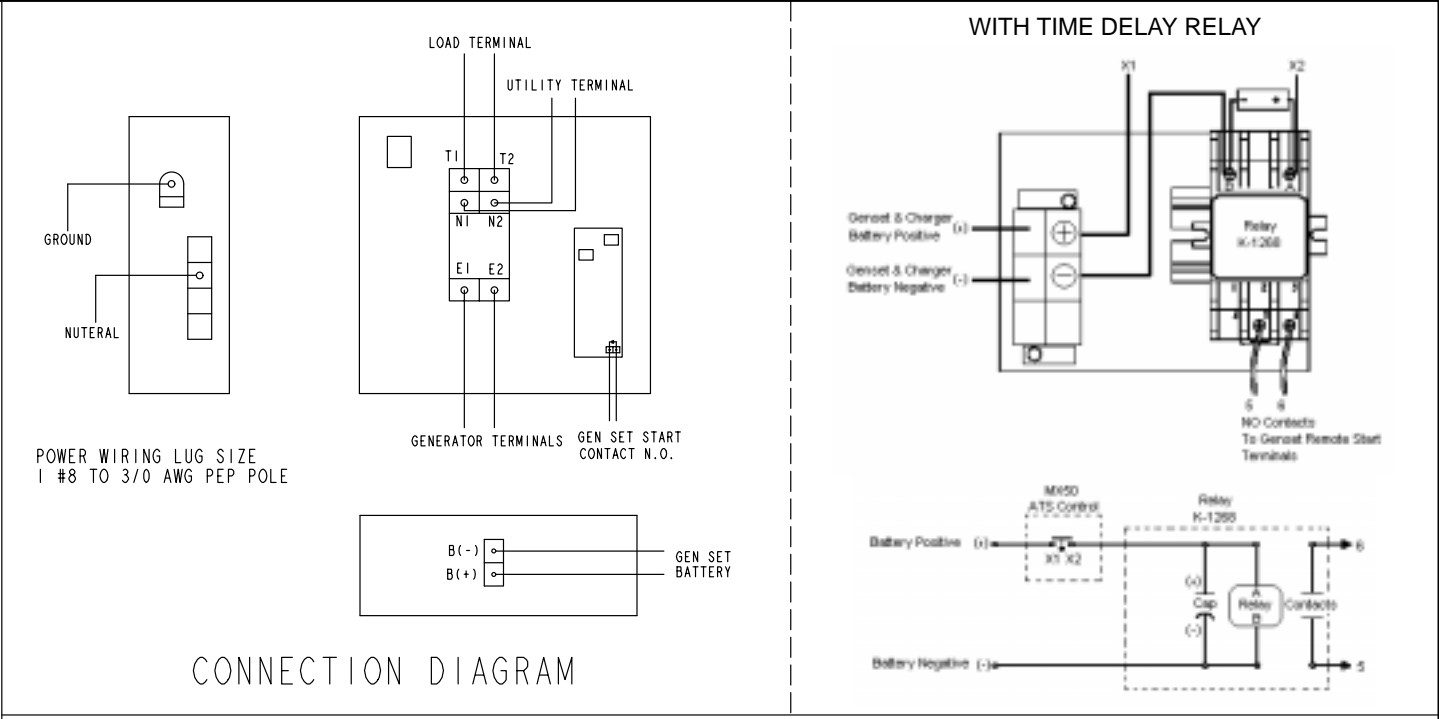 LOAD TERMINAL
UTILITY TERMINAL
T1
T2
N1
N2
E1
E2
GROUND
NUTERAL
GENERATOR TERMINALS
GEN SET START
CONTACT N.O.
POWER WIRING LUG SIZE
1 #8 TO 3/0 AWG PEP POLE
B(-)
B(+)
GEN SET
BATTERY
CONNECTION DIAGRAM
WITH TIME DELAY RELAY
X1
X2
- +
Genset & Charger (+)
Battery Positive
Genset & Charger (-)
Battery Negative
+
-
Relay
K-1268
5 6
NO Contacts
To Genset Remote Start
Terminals
MX50
ATS Control
Relay
K-1268
Battery Positive (+)
X1 X2
6
(+)
Cap
(-)
A
Relay
B
Contacts
Battery Negative (-)
5